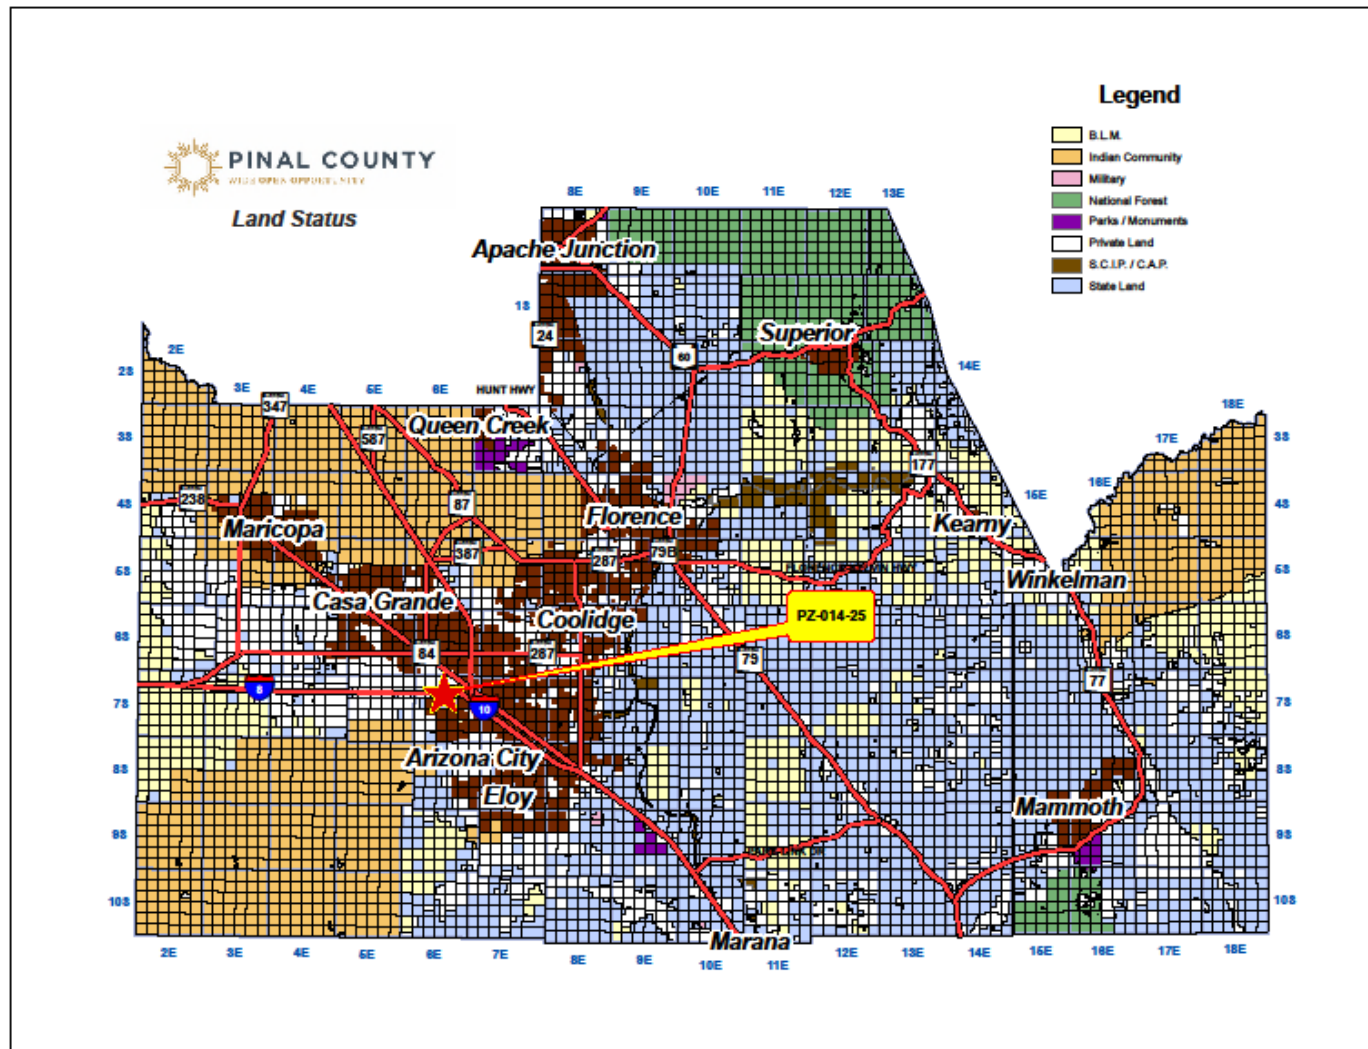 Legend
B.L.M.
Indian Community
Military
National Forest
Parks / Monuments
Private Land
S.C.I.P. / C.A.P.
State Land
PINAL COUNTY
WIDE OPEN OPPORTUNITY
Land Status
8E 9E 10E 11E 12E 13E
Apache Junction
1S
24
Superior
60
2E
2S
3E 4E 5E 6E
HUNT HWY
14E
347
587
Queen Creek
18E
3S
17E
3S
177
16E
238
87
4S
15E
4S
Maricopa
Florence
Kearny
387
287
79B
5S
5S
Winkelman
Casa Grande
Coolidge
PZ-014-25
6S
6S
84
287
79
77
8
7S
10
7S
Arizona City
8S
8S
Eloy
Mammoth
9S
9S
10S
10S
Marana
2E 3E 4E 5E 6E 7E 8E 9E 10E 11E 12E 13E 14E 15E 16E 17E 18E